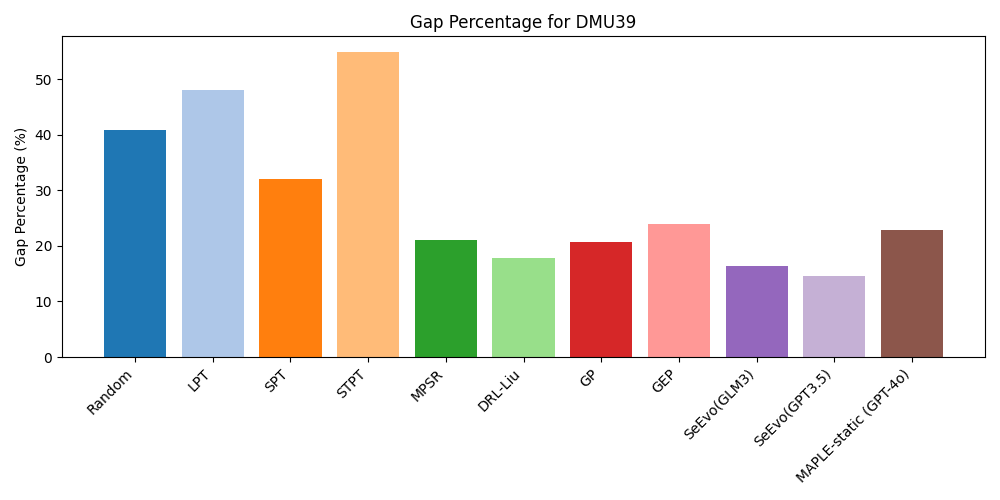 Gap Percentage for DMU39
Gap Percentage (%)
50
40
30
20
10
0
Random
LPT
SPT
STPT
MPSR
DRL-Liu
GP
GEP
SeEvo(GLM3)
SeEvo(GPT3.5)
MAPLE-static (GPT-4o)